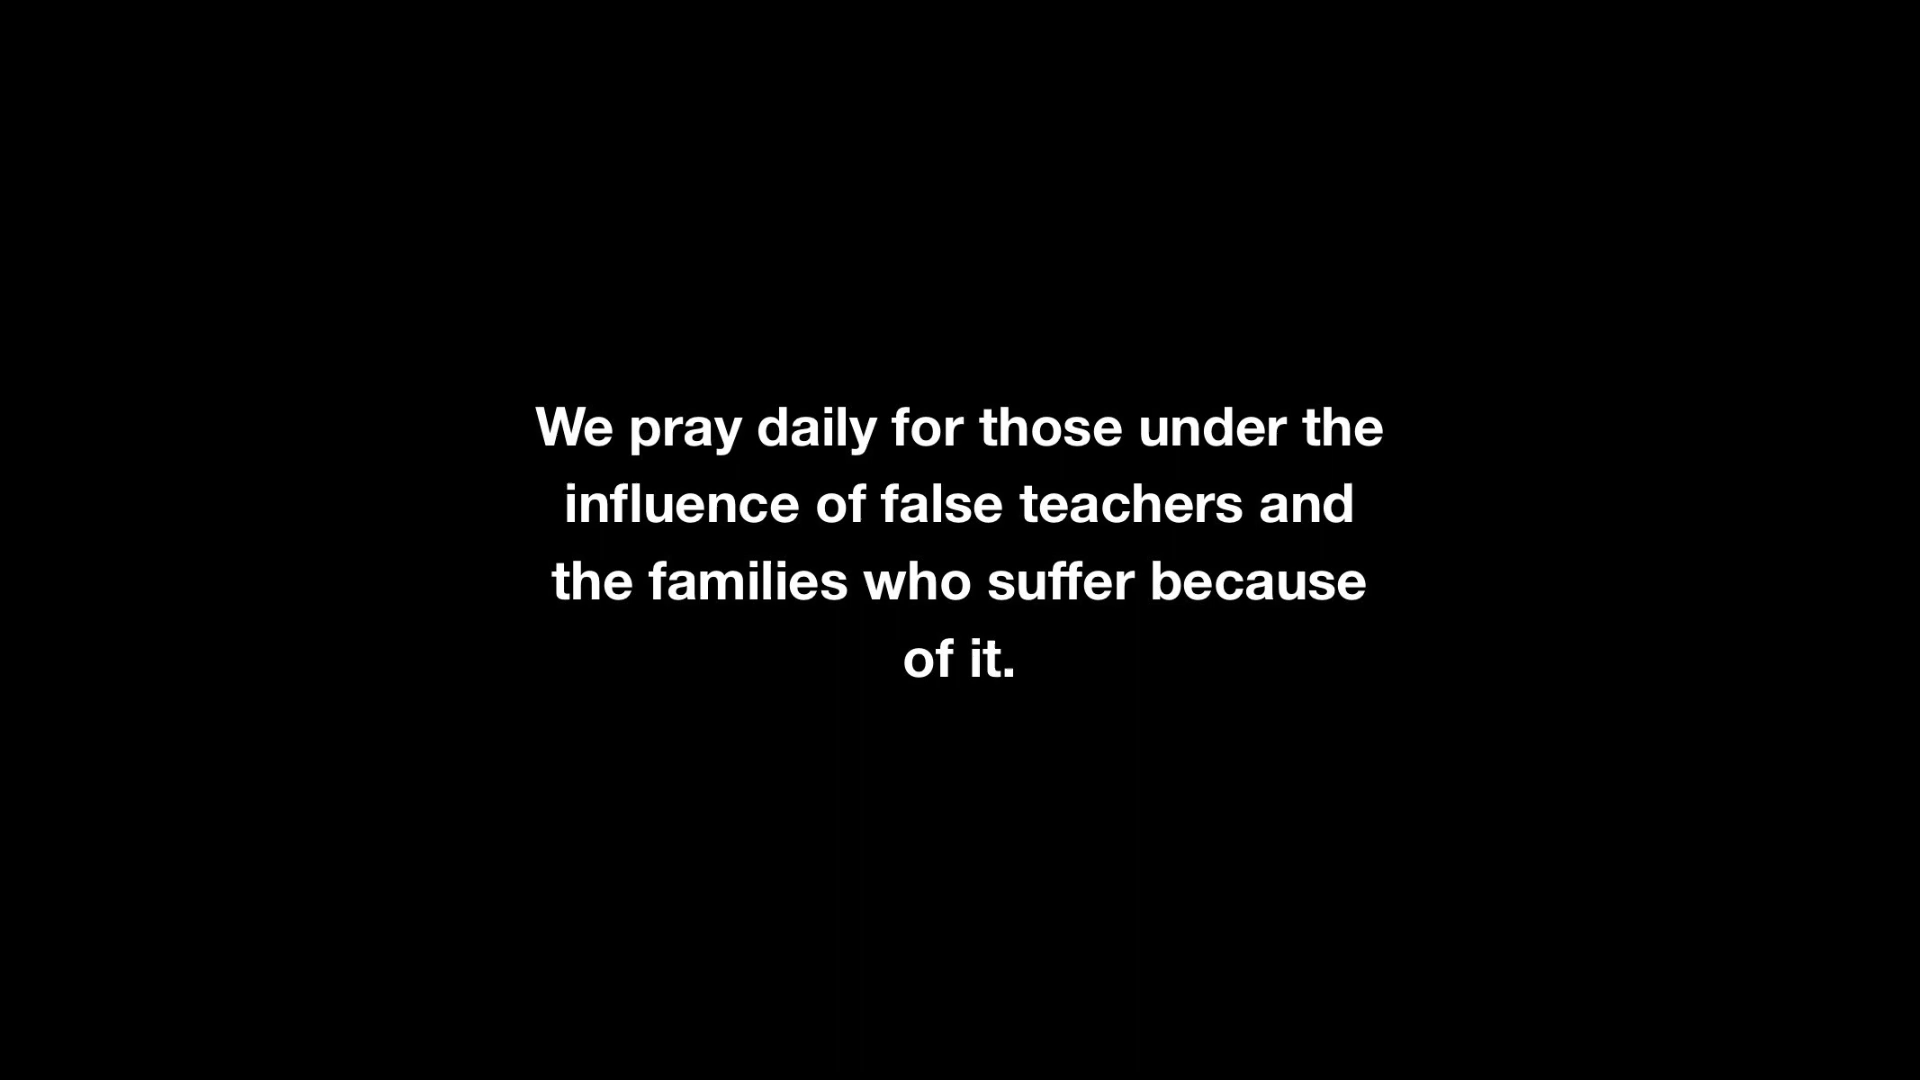 We pray daily for those under the
influence of false teachers and
the families who suffer because
of it.